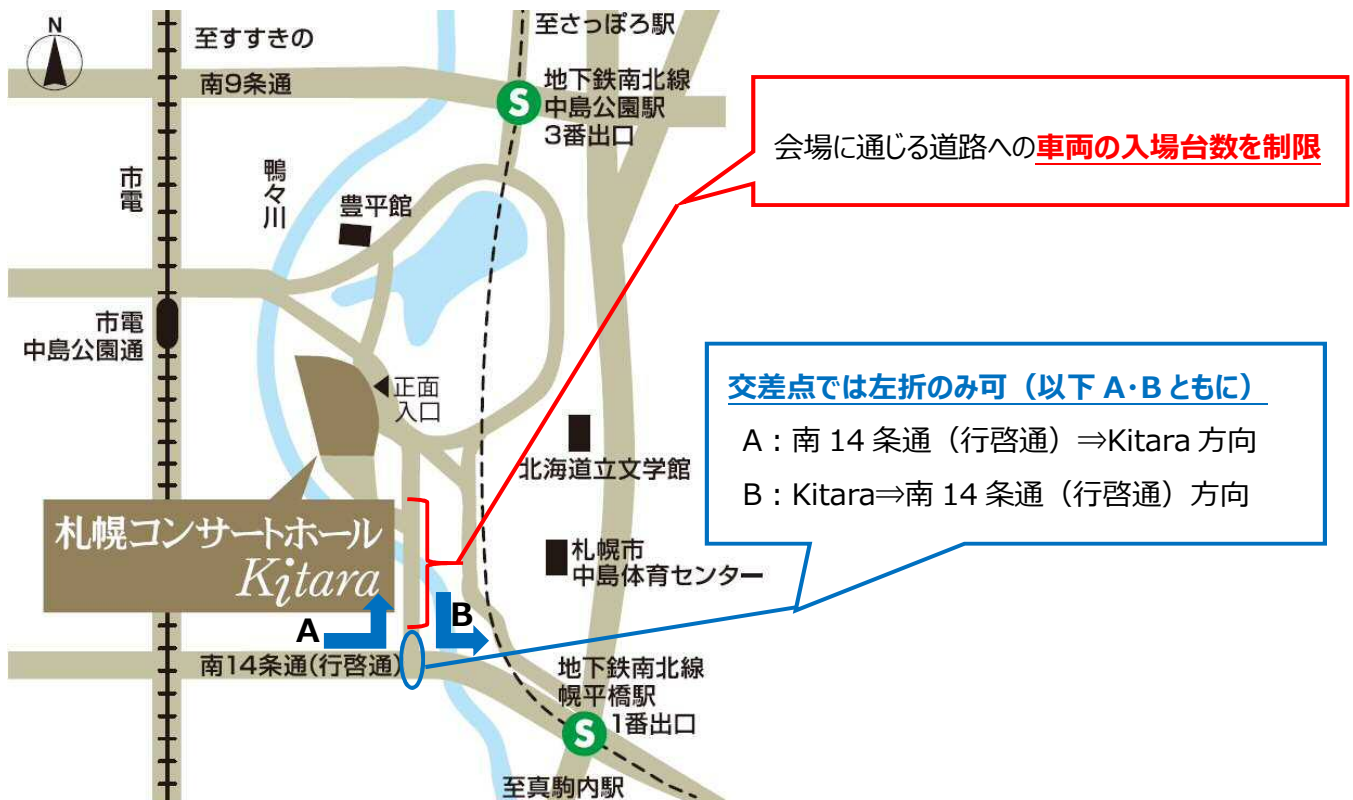 N
至すすきの
至さっぽろ駅
南9条通
地下鉄南北線
中島公園駅
3番出口
S
市電
鴨々川
豊平館
市電
中島公園通
正面
入口
北海道立文学館
札幌コンサートホール
Kitara
札幌市
中島体育センター
A
B
南14条通(行啓通)
地下鉄南北線
幌平橋駅
1番出口
S
至真駒内駅
会場に通じる道路への車両の入場台数を制限
交差点では左折のみ可（以下 A・B ともに）
A：南 14 条通（行啓通）⇒Kitara 方向
B：Kitara⇒南 14 条通（行啓通）方向